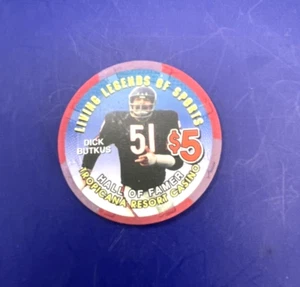 LIVING LEGENDS OF SPORTS
DICK
BUTKUS
51
$5
HALL OF FAMER
TROPICANA RESORT CASINO